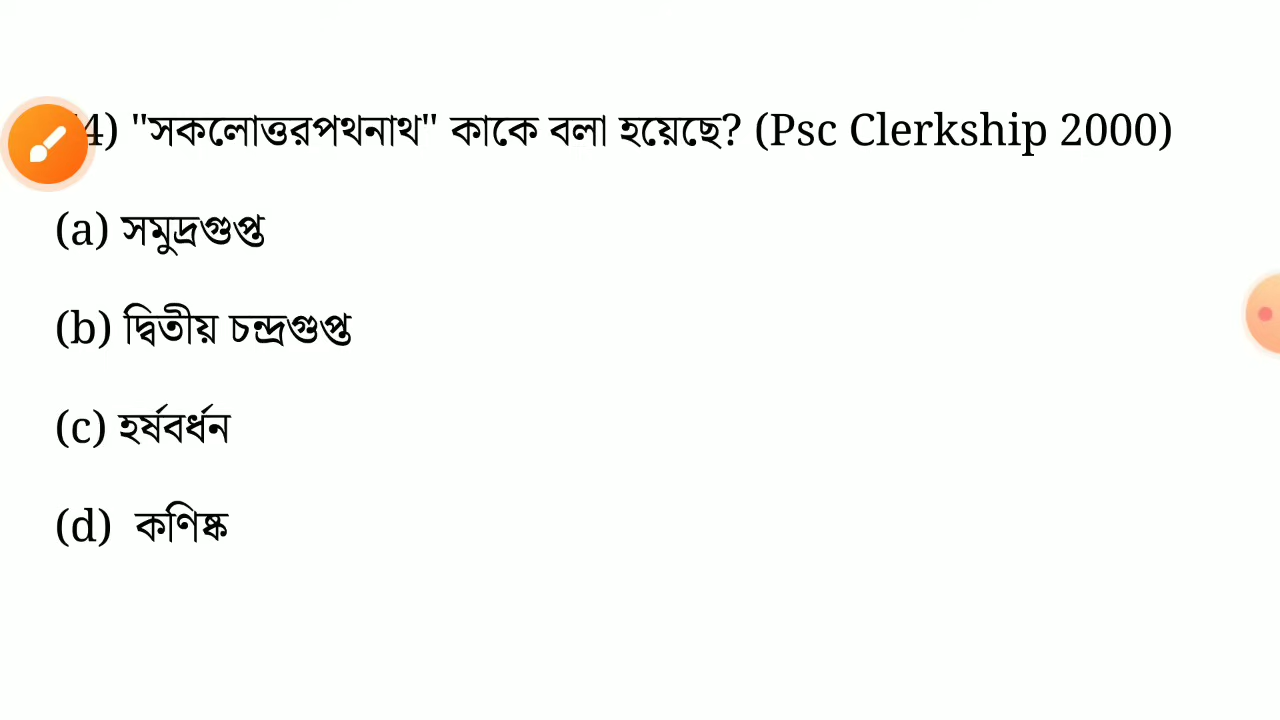 4) "সকলোত্তরপথনাথ" কাকে বলা হয়েছে? (Psc Clerkship 2000)
(a) সমুদ্রগুপ্ত
(b) দ্বিতীয় চন্দ্রগুপ্ত
(c) হর্ষবর্ধন
(d) কণিষ্ক